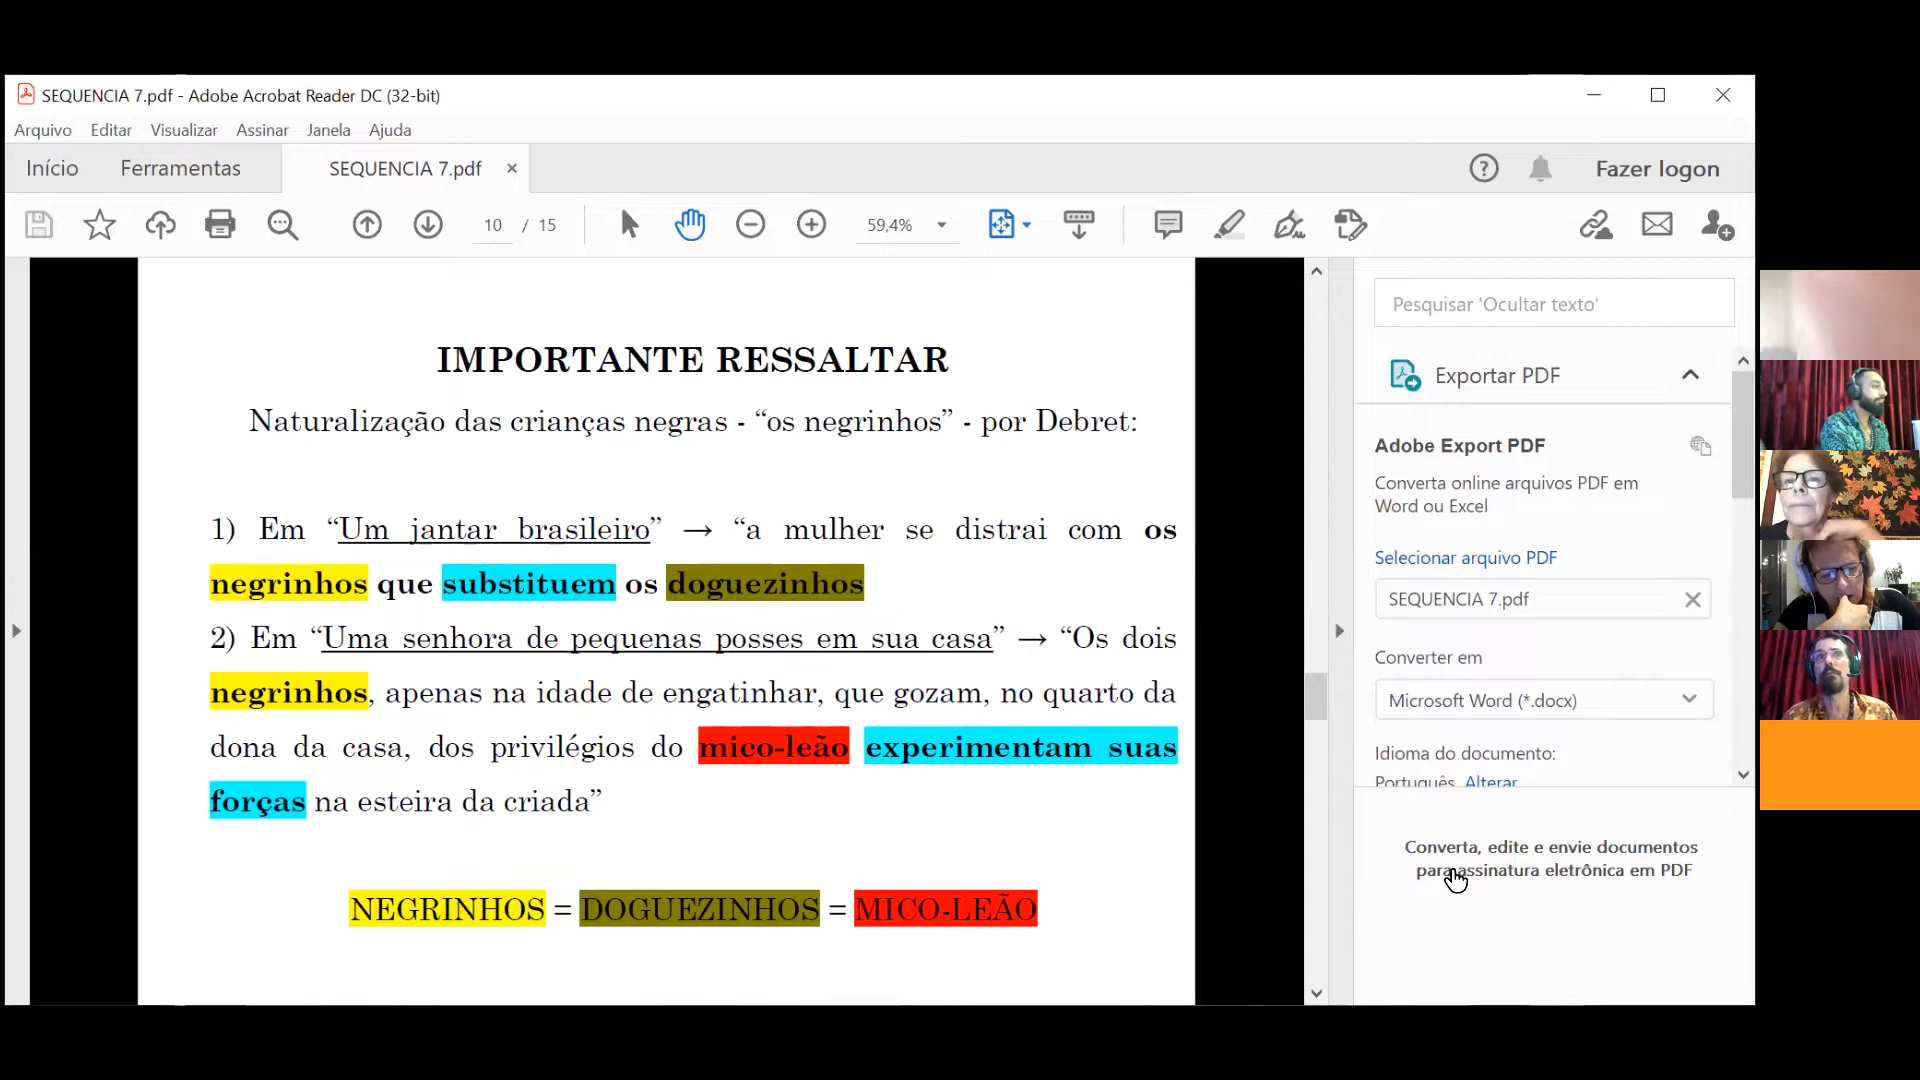 SEQUENCIA 7.pdf - Adobe Acrobat Reader DC (32-bit)
Arquivo Editar Visualizar Assinar Janela Ajuda
Início Ferramentas SEQUENCIA 7.pdf × Fazer logon
10 / 15 59,4%
IMPORTANTE RESSALTAR
Naturalização das crianças negras - “os negrinhos” - por Debret:
1) Em “Um jantar brasileiro” → “a mulher se distrai com os
negrinhos que substituem os doguezinhos
2) Em “Uma senhora de pequenas posses em sua casa” → “Os dois
negrinhos, apenas na idade de engatinhar, que gozam, no quarto da
dona da casa, dos privilégios do mico-leão experimentam suas
forças na esteira da criada”
NEGRINHOS = DOGUEZINHOS = MICO-LEÃO
Pesquisar 'Ocultar texto'
Exportar PDF
Adobe Export PDF
Converta online arquivos PDF em
Word ou Excel
Selecionar arquivo PDF
SEQUENCIA 7.pdf
Converter em
Microsoft Word (*.docx)
Idioma do documento:
Português Alterar
Converta, edite e envie documentos
para assinatura eletrônica em PDF